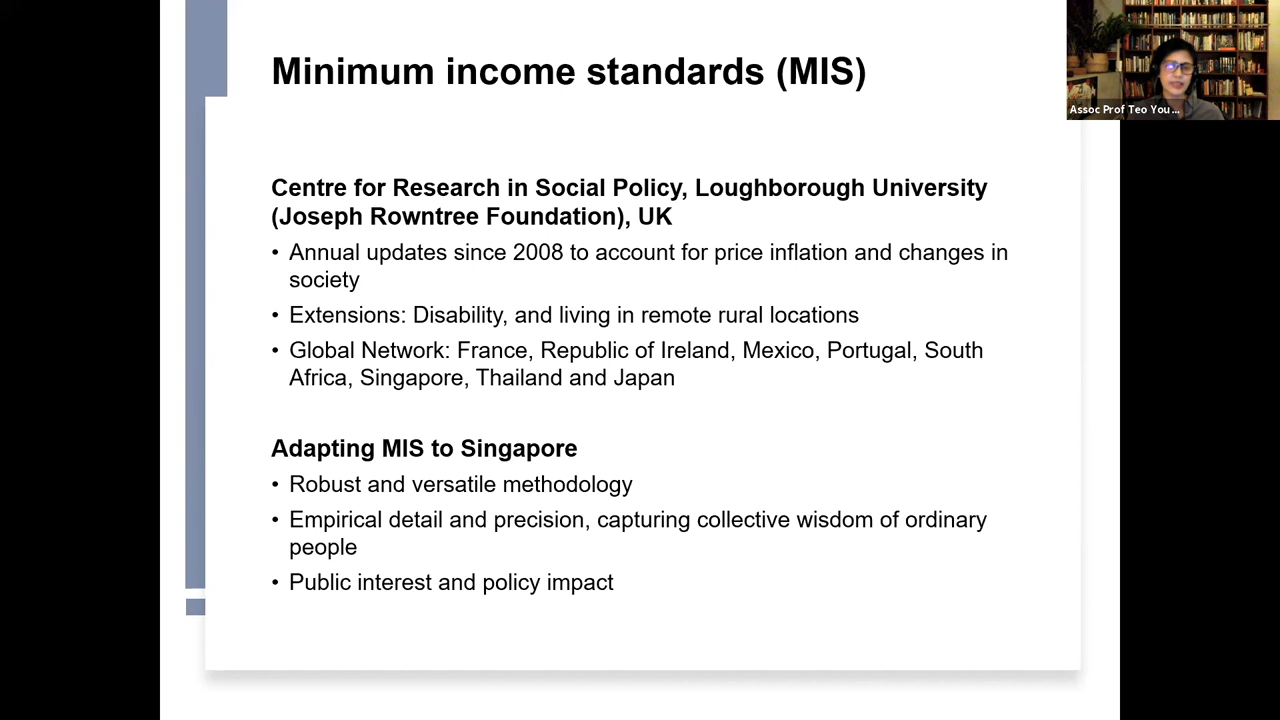 Minimum income standards (MIS)
Assoc Prof Teo You...
Centre for Research in Social Policy, Loughborough University
(Joseph Rowntree Foundation), UK
• Annual updates since 2008 to account for price inflation and changes in
society
• Extensions: Disability, and living in remote rural locations
• Global Network: France, Republic of Ireland, Mexico, Portugal, South
Africa, Singapore, Thailand and Japan
Adapting MIS to Singapore
• Robust and versatile methodology
• Empirical detail and precision, capturing collective wisdom of ordinary
people
• Public interest and policy impact